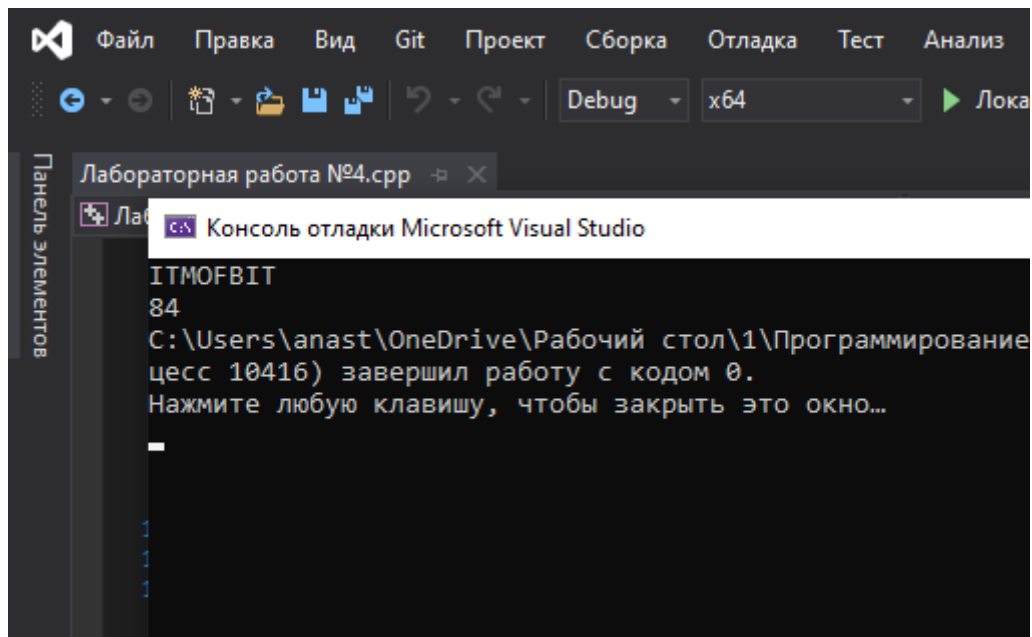 Файл Правка Вид Git Проект Сборка Отладка Тест Анализ
Debug x64
Панель элементов
Лабораторная работа №4.cpp
Консоль отладки Microsoft Visual Studio
ITMOFBIT
84
C:\Users\anast\OneDrive\Рабочий стол\1\Программирование
цесс 10416) завершил работу с кодом 0.
Нажмите любую клавишу, чтобы закрыть это окно…